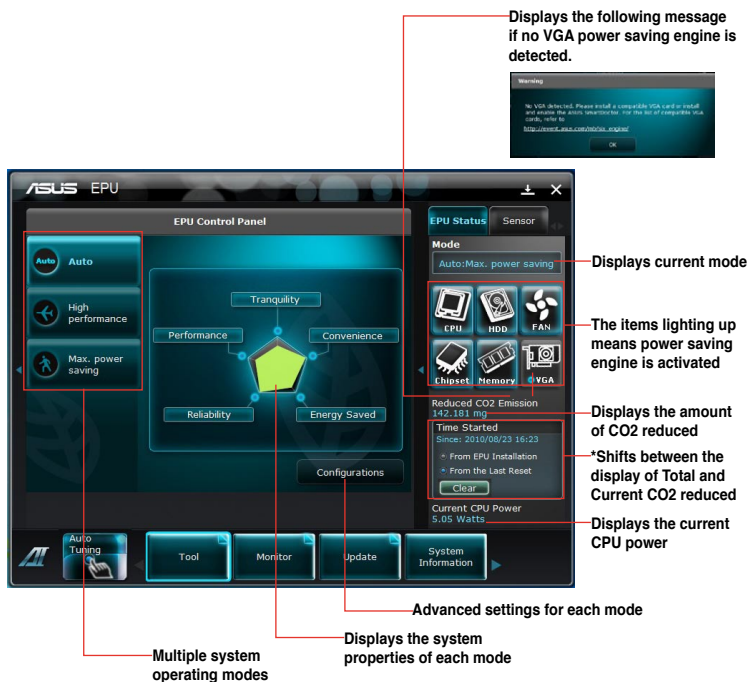 Displays the following message
if no VGA power saving engine is
detected.
Warning
No VGA detected. Please install a compatible VGA card or install
and enable the ASUS SmartDoctor. For the list of compatible VGA
cards, refer to
http://event.asus.com/mb/six_engine/
OK
ASUS EPU
EPU Control Panel
Auto
Auto
High
performance
Max. power
saving
Tranquility
Performance
Convenience
Reliability
Energy Saved
Configurations
EPU Status
Sensor
Mode
Auto:Max. power saving
CPU
HDD
FAN
Chipset
Memory
VGA
Reduced CO2 Emission
142.181 mg
Time Started
Since: 2010/08/23 16:23
From EPU Installation
From the Last Reset
Clear
Current CPU Power
5.05 Watts
Auto
Tuning
Tool
Monitor
Update
System
Information
Displays current mode
The items lighting up
means power saving
engine is activated
Displays the amount
of CO2 reduced
*Shifts between the
display of Total and
Current CO2 reduced
Displays the current
CPU power
Advanced settings for each mode
Displays the system
properties of each mode
Multiple system
operating modes